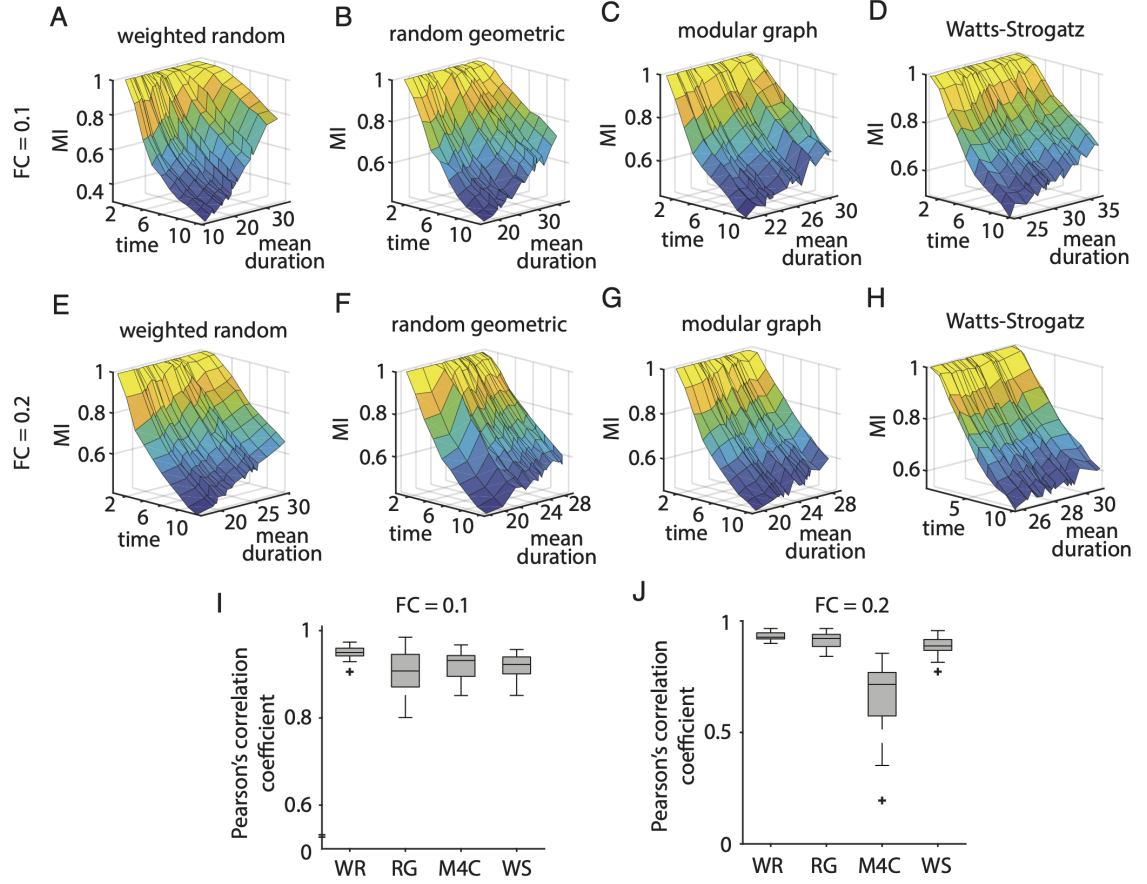 A
weighted random
B
random geometric
C
modular graph
D
Watts-Strogatz
FC = 0.1
MI
1
0.8
0.6
0.4
2
6
10
time
10
20
30
mean
duration
MI
1
0.8
0.6
2
6
10
time
20
30
mean
duration
MI
1
0.8
0.6
2
6
10
time
22
26
30
mean
duration
MI
1
0.8
0.6
2
6
10
time
25
30
35
mean
duration
E
weighted random
F
random geometric
G
modular graph
H
Watts-Strogatz
FC = 0.2
MI
1
0.8
0.6
2
6
10
time
20
25
30
mean
duration
MI
1
0.8
0.6
2
6
10
time
20
24
28
mean
duration
MI
1
0.8
0.6
2
6
10
time
20
24
28
mean
duration
MI
1
0.8
0.6
5
10
time
26
28
30
mean
duration
I
FC = 0.1
Pearson's correlation
coefficient
1
0.8
0.6
0
WR RG M4C WS
J
FC = 0.2
Pearson's correlation
coefficient
1
0.5
0
WR RG M4C WS